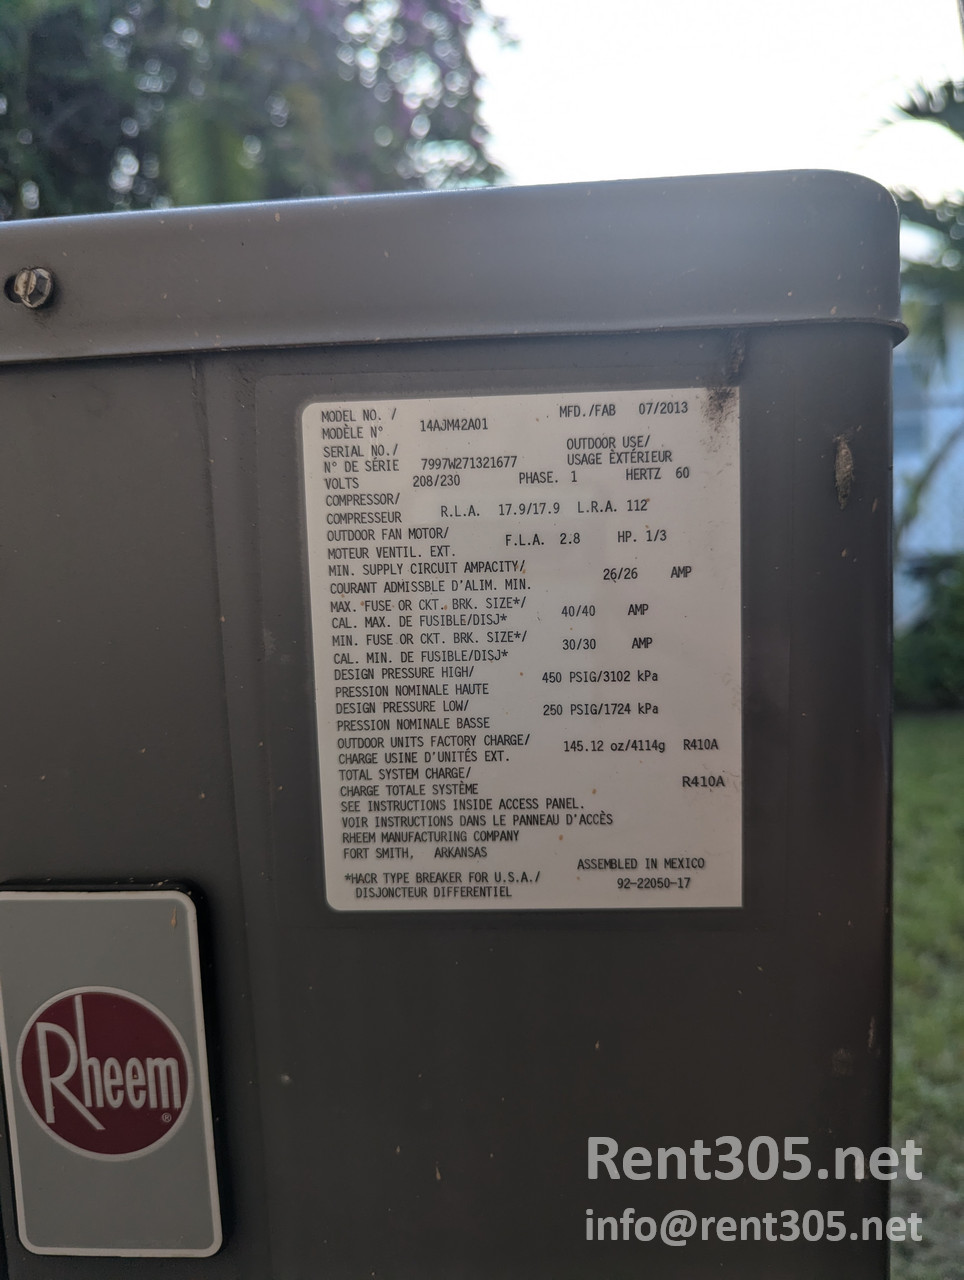 MODEL NO. / MFD./FAB 07/2013
MODÈLE N° 14AJM42A01
SERIAL NO./ OUTDOOR USE/
N° DE SÉRIE 7997W271321677 USAGE EXTÉRIEUR
VOLTS 208/230 PHASE. 1 HERTZ 60
COMPRESSOR/
COMPRESSEUR R.L.A. 17.9/17.9 L.R.A. 112
OUTDOOR FAN MOTOR/
MOTEUR VENTIL. EXT. F.L.A. 2.8 HP. 1/3
MIN. SUPPLY CIRCUIT AMPACITY/
COURANT ADMISSBLE D'ALIM. MIN. 26/26 AMP
MAX. FUSE OR CKT. BRK. SIZE*/
CAL. MAX. DE FUSIBLE/DISJ* 40/40 AMP
MIN. FUSE OR CKT. BRK. SIZE*/
CAL. MIN. DE FUSIBLE/DISJ* 30/30 AMP
DESIGN PRESSURE HIGH/
PRESSION NOMINALE HAUTE 450 PSIG/3102 kPa
DESIGN PRESSURE LOW/
PRESSION NOMINALE BASSE 250 PSIG/1724 kPa
OUTDOOR UNITS FACTORY CHARGE/
CHARGE USINE D'UNITÉS EXT. 145.12 oz/4114g R410A
TOTAL SYSTEM CHARGE/
CHARGE TOTALE SYSTÈME R410A
SEE INSTRUCTIONS INSIDE ACCESS PANEL.
VOIR INSTRUCTIONS DANS LE PANNEAU D'ACCÈS
RHEEM MANUFACTURING COMPANY
FORT SMITH, ARKANSAS
ASSEMBLED IN MEXICO
*HACR TYPE BREAKER FOR U.S.A./ 92-22050-17
DISJONCTEUR DIFFERENTIEL
Rheem®
Rent305.net
info@rent305.net